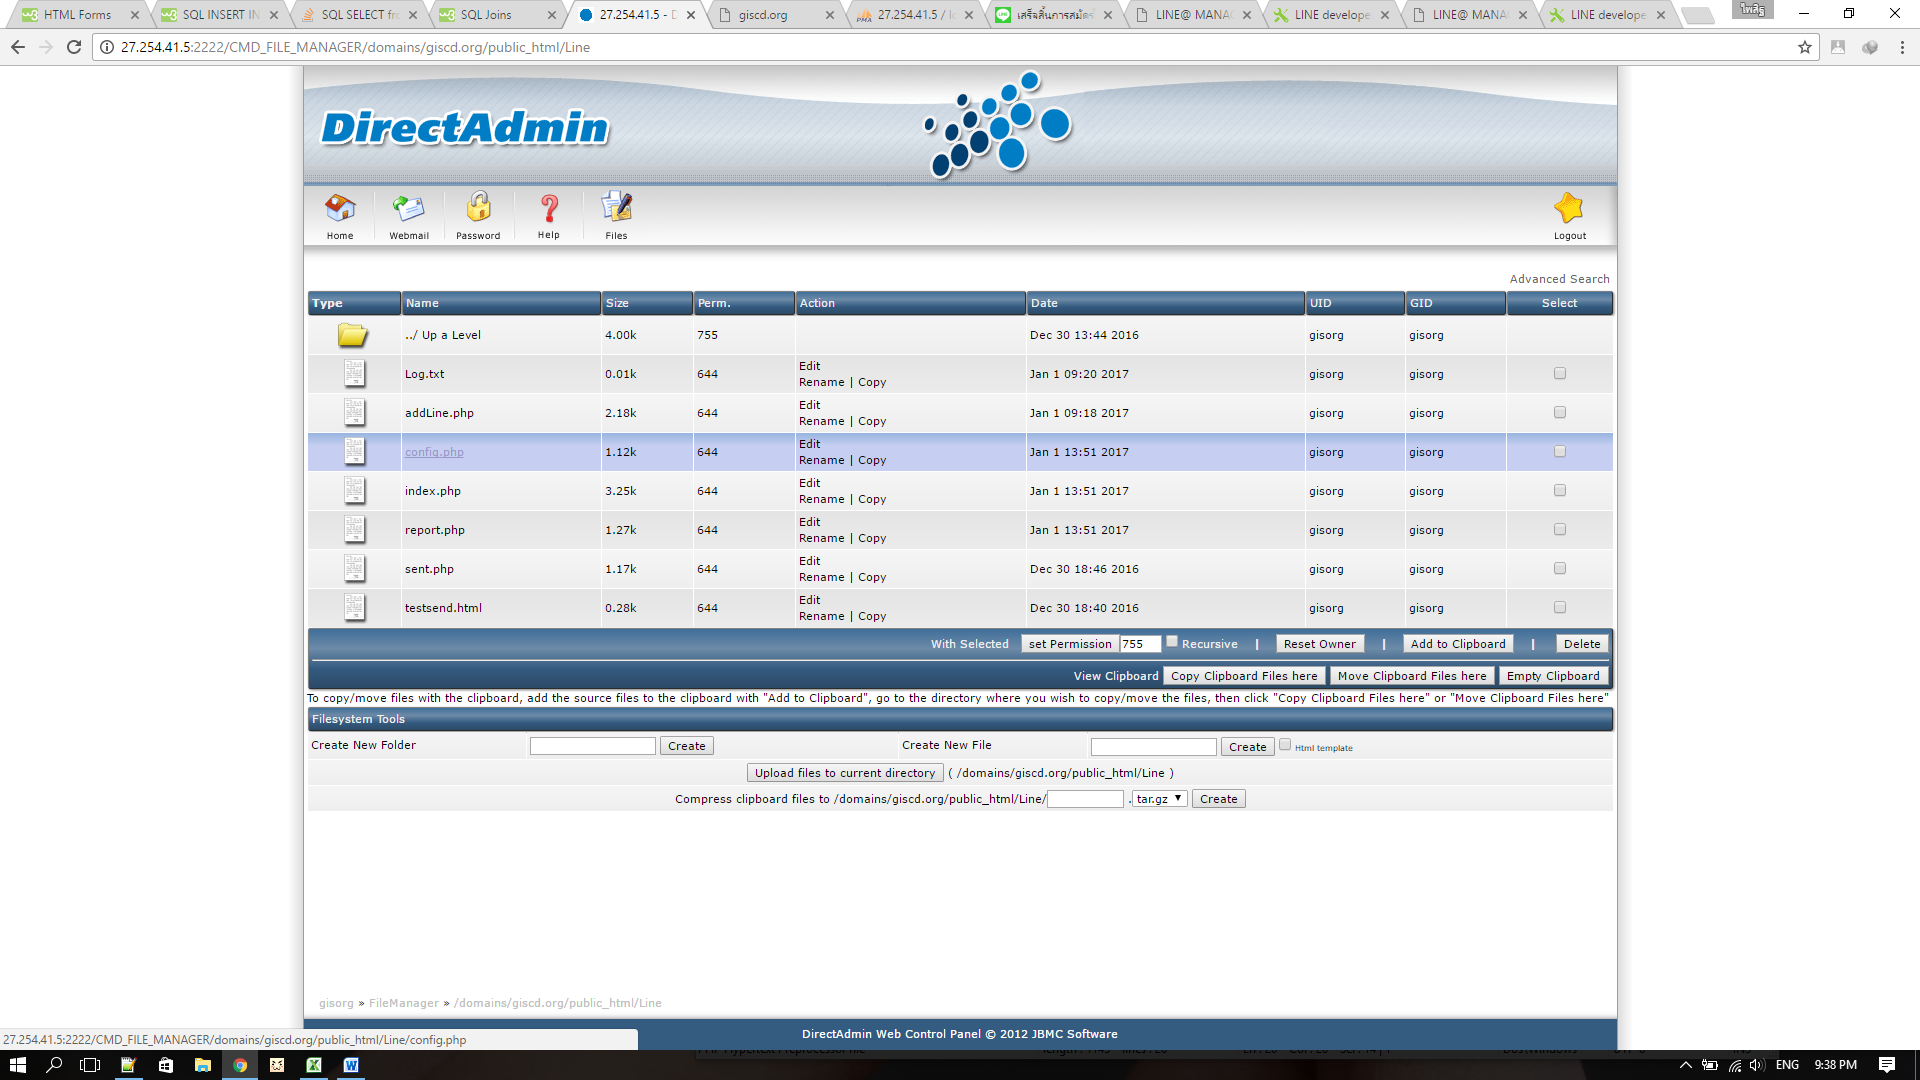 HTML Forms
SQL INSERT IN
SQL SELECT fro
SQL Joins
27.254.41.5 - D
giscd.org
27.254.41.5 / lo
เสร็จสิ้นการสมัคร
LINE@ MANA
LINE develope
LINE@ MANA
LINE develope
27.254.41.5:2222/CMD_FILE_MANAGER/domains/giscd.org/public_html/Line
DirectAdmin
Home
Webmail
Password
Help
Files
Logout
Advanced Search
Type Name Size Perm. Action Date UID GID Select
../ Up a Level 4.00k 755 Dec 30 13:44 2016 gisorg gisorg
Log.txt 0.01k 644 Edit Rename | Copy Jan 1 09:20 2017 gisorg gisorg
addLine.php 2.18k 644 Edit Rename | Copy Jan 1 09:18 2017 gisorg gisorg
config.php 1.12k 644 Edit Rename | Copy Jan 1 13:51 2017 gisorg gisorg
index.php 3.25k 644 Edit Rename | Copy Jan 1 13:51 2017 gisorg gisorg
report.php 1.27k 644 Edit Rename | Copy Jan 1 13:51 2017 gisorg gisorg
sent.php 1.17k 644 Edit Rename | Copy Dec 30 18:46 2016 gisorg gisorg
testsend.html 0.28k 644 Edit Rename | Copy Dec 30 18:40 2016 gisorg gisorg
With Selected set Permission 755 Recursive | Reset Owner | Add to Clipboard | Delete
View Clipboard Copy Clipboard Files here Move Clipboard Files here Empty Clipboard
To copy/move files with the clipboard, add the source files to the clipboard with "Add to Clipboard", go to the directory where you wish to copy/move the files, then click "Copy Clipboard Files here" or "Move Clipboard Files here"
Filesystem Tools
Create New Folder Create Create New File Create Html template
Upload files to current directory ( /domains/giscd.org/public_html/Line )
Compress clipboard files to /domains/giscd.org/public_html/Line/ . tar.gz Create
gisorg » FileManager » /domains/giscd.org/public_html/Line
DirectAdmin Web Control Panel © 2012 JBMC Software
27.254.41.5:2222/CMD_FILE_MANAGER/domains/giscd.org/public_html/Line/config.php
ENG 9:38 PM